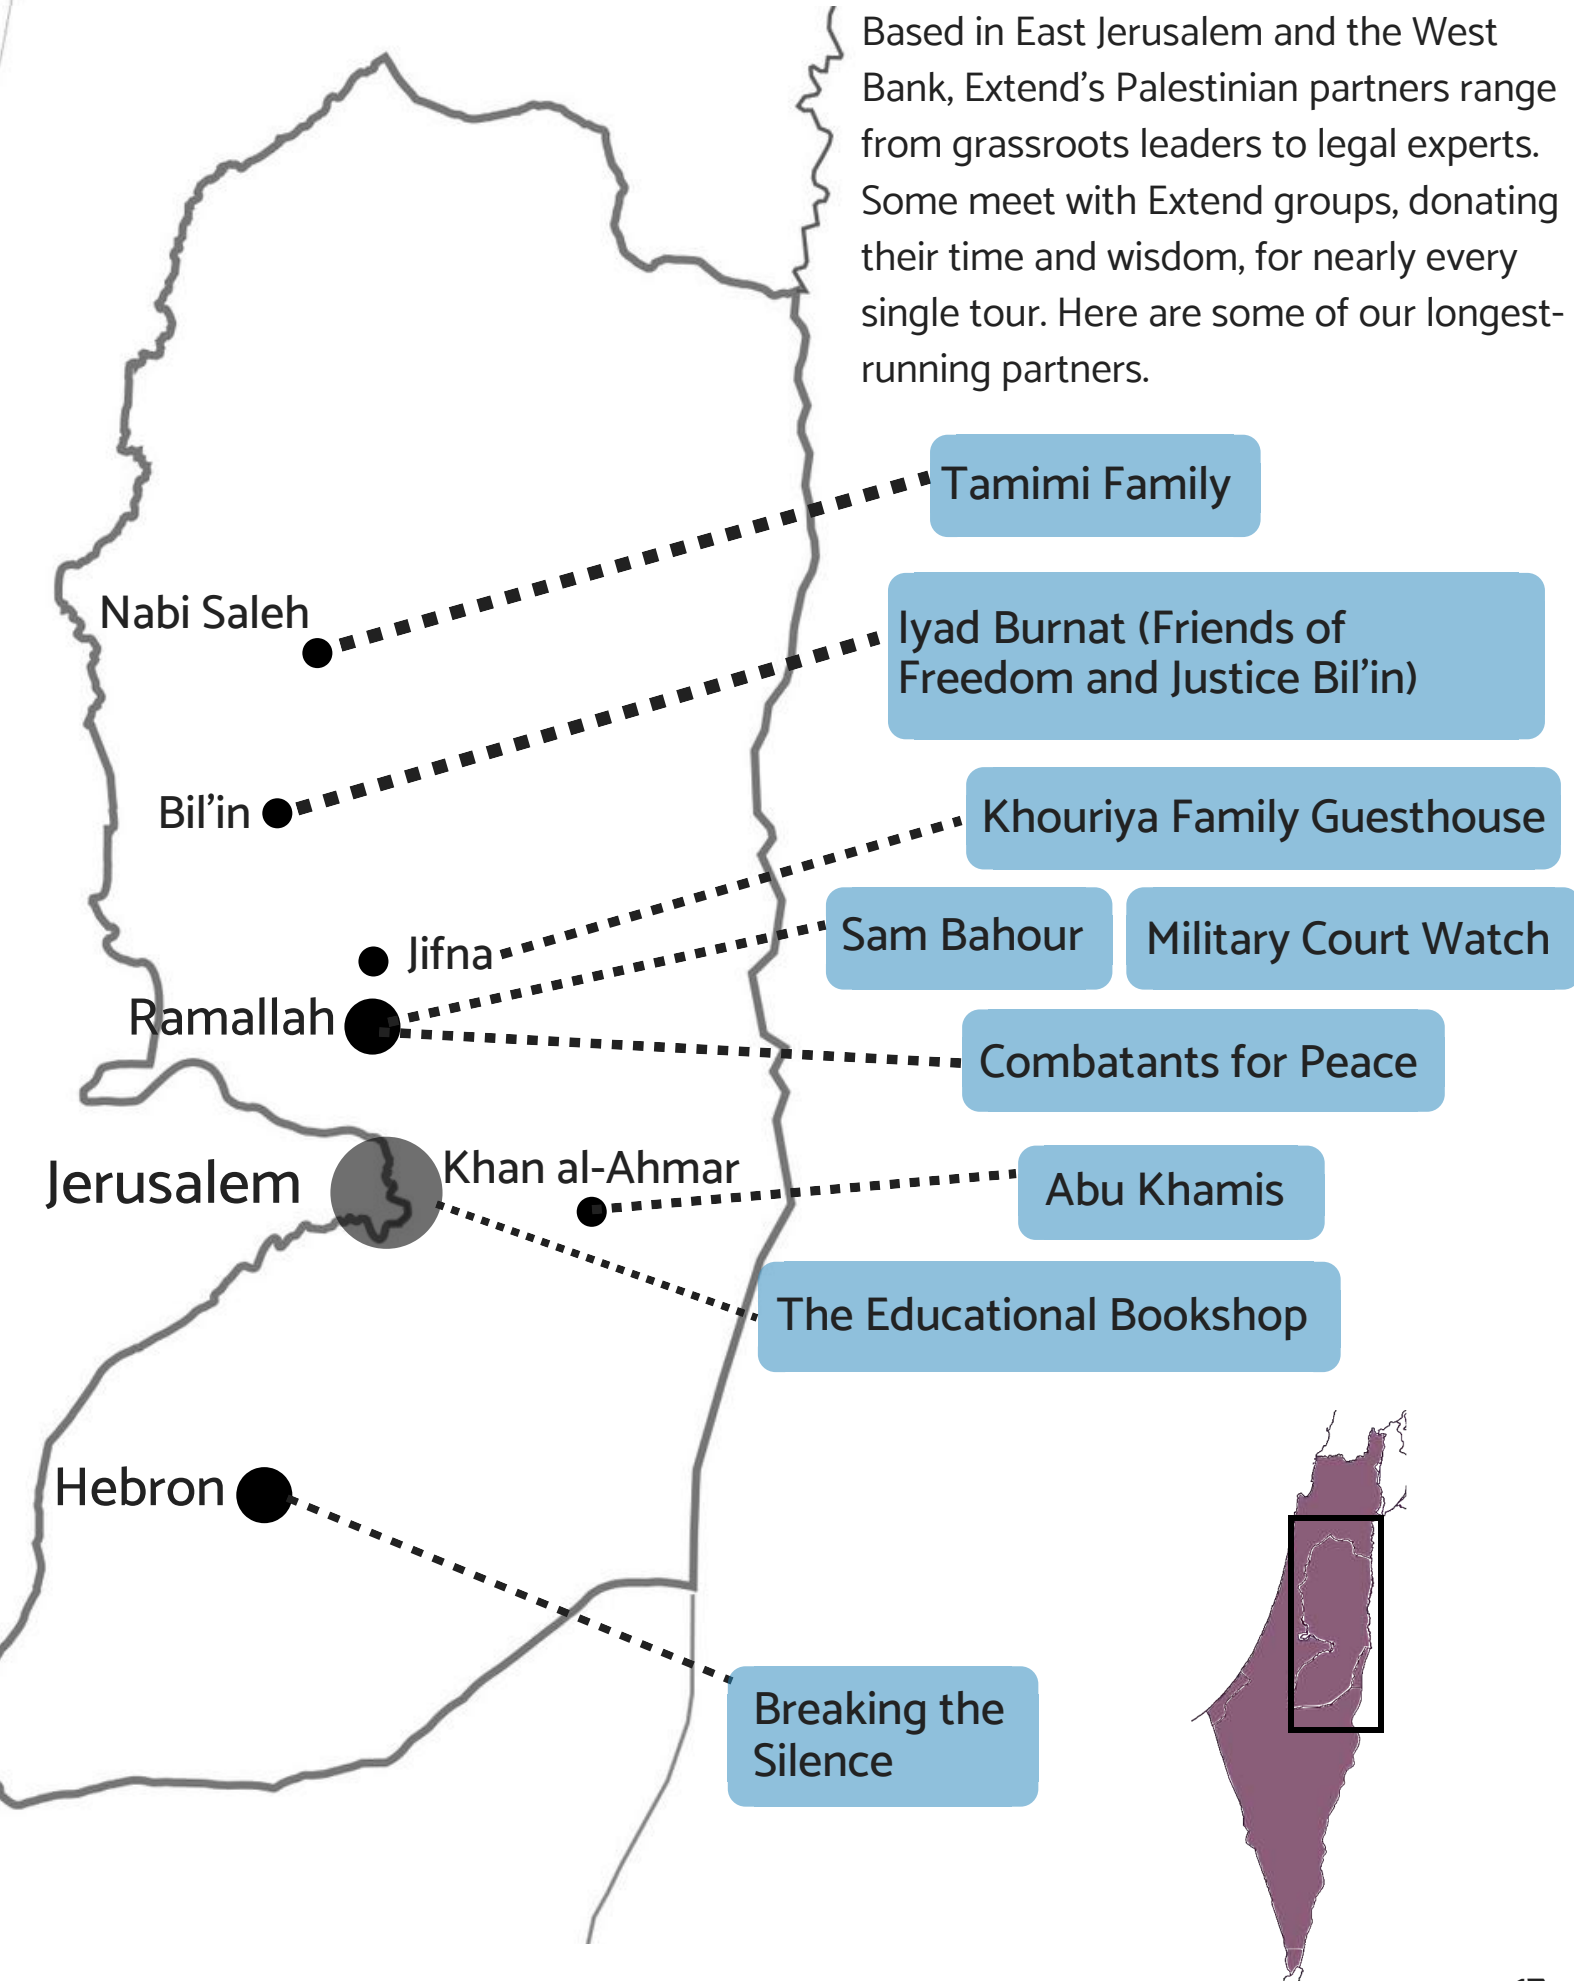 Based in East Jerusalem and the West
Bank, Extend’s Palestinian partners range
from grassroots leaders to legal experts.
Some meet with Extend groups, donating
their time and wisdom, for nearly every
single tour. Here are some of our longest-
running partners.
Tamimi Family
Nabi Saleh
Iyad Burnat (Friends of
Freedom and Justice Bil’in)
Bil’in
Khouriya Family Guesthouse
Jifna
Sam Bahour
Military Court Watch
Ramallah
Combatants for Peace
Jerusalem
Khan al-Ahmar
Abu Khamis
The Educational Bookshop
Hebron
Breaking the
Silence